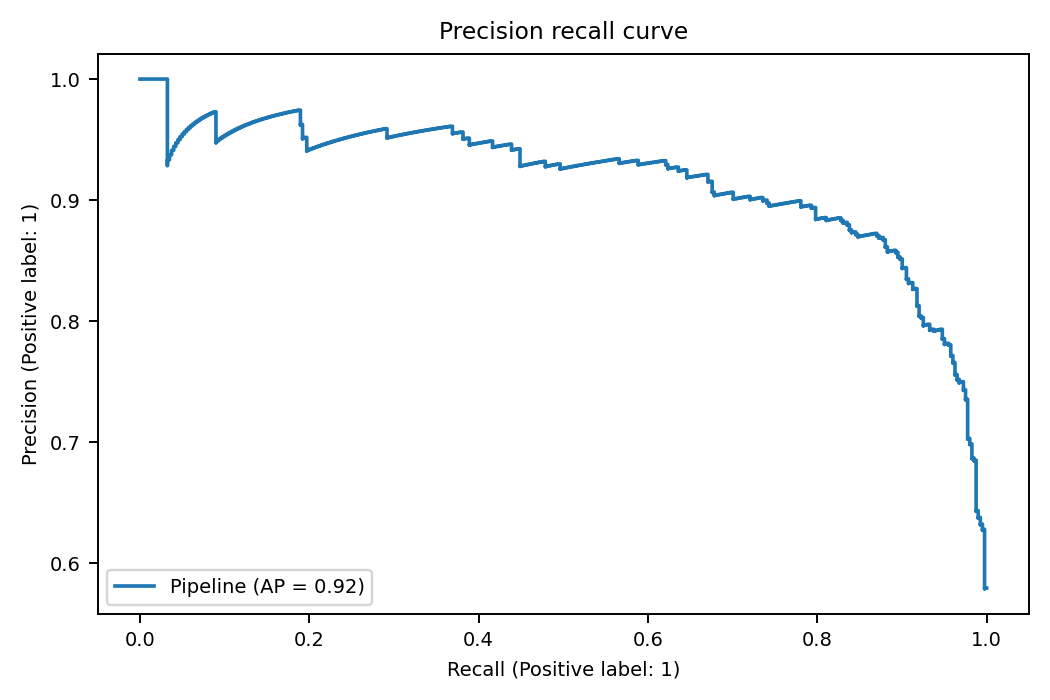 Precision recall curve
1.0
0.9
0.8
0.7
0.6
Precision (Positive label: 1)
Pipeline (AP = 0.92)
0.0 0.2 0.4 0.6 0.8 1.0
Recall (Positive label: 1)